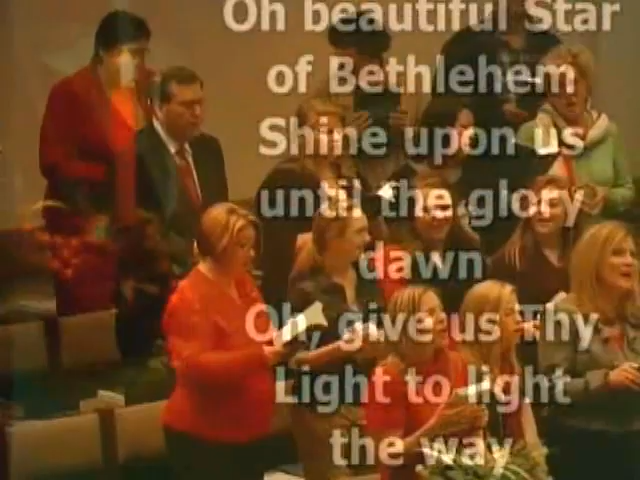 Oh beautiful Star
of Bethlehem
Shine upon us
until the glory
dawn
Oh, give us Thy
Light to light
the way